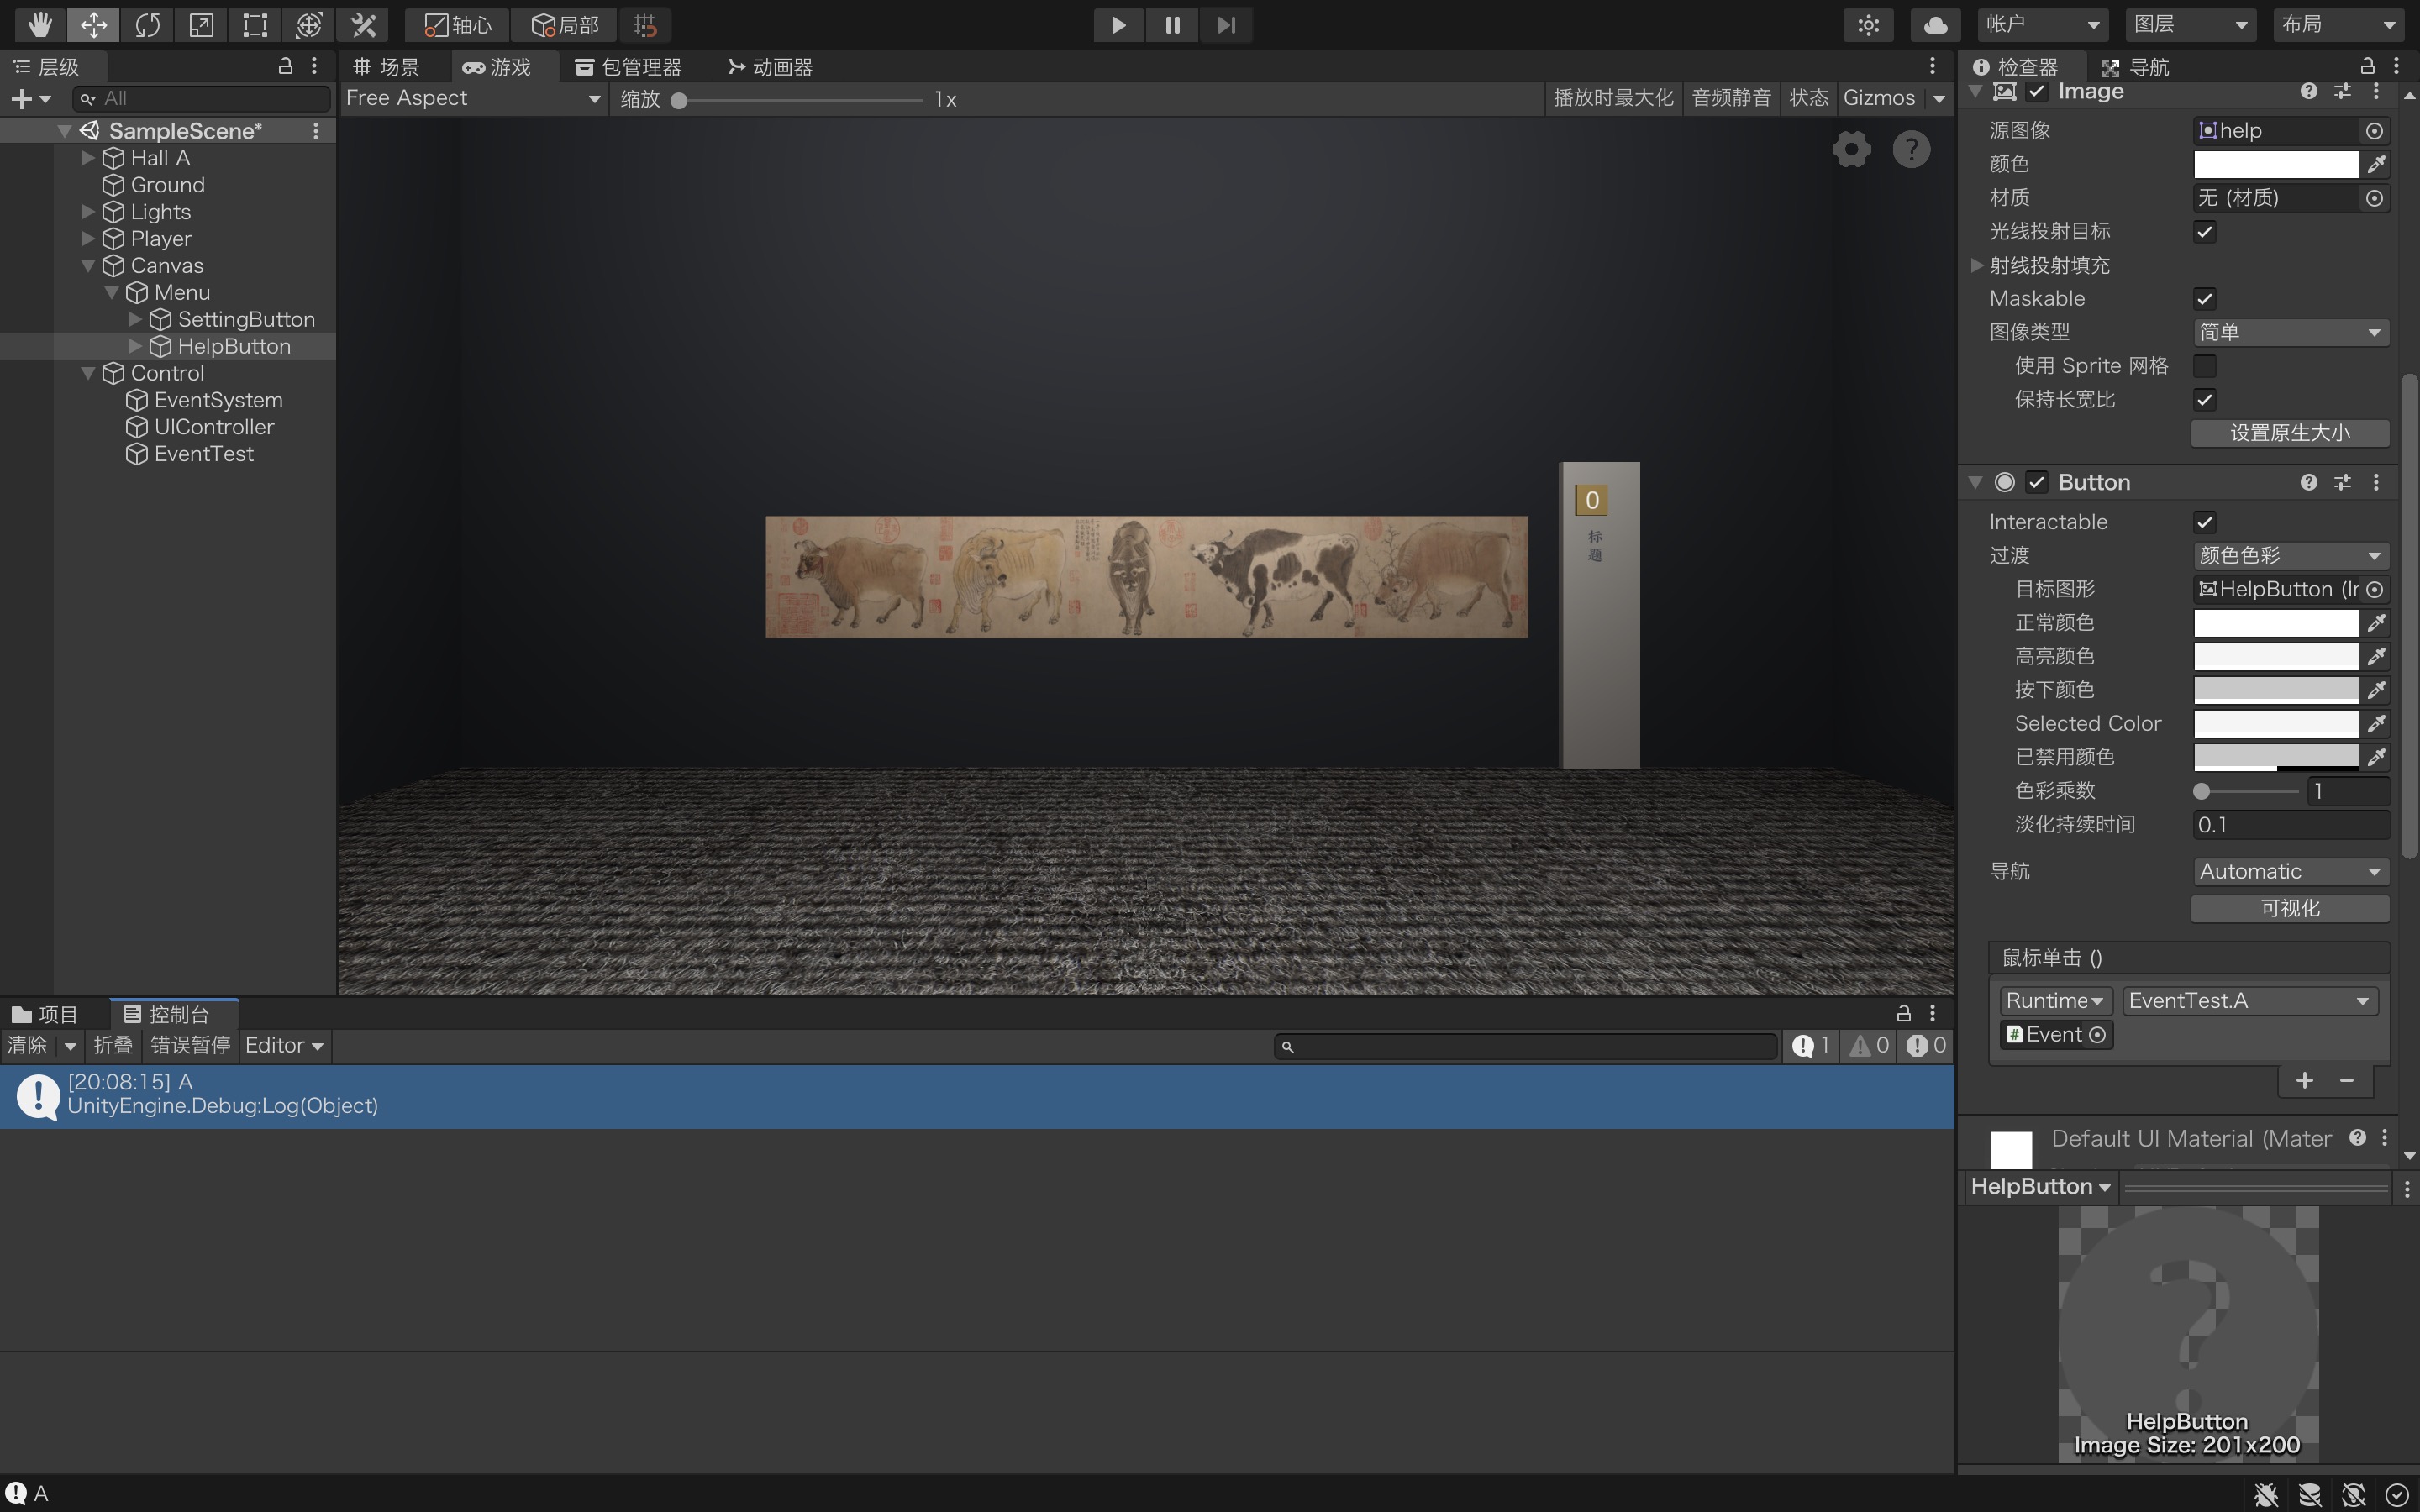 轴心 局部 帐户 图层 布局
层级
All
SampleScene*
Hall A
Ground
Lights
Player
Canvas
Menu
SettingButton
HelpButton
Control
EventSystem
UIController
EventTest
场景 游戏 包管理器 动画器
Free Aspect 缩放 1x 播放时最大化 音频静音 状态 Gizmos
0
标
题
检查器 导航
Image
源图像 help
颜色
材质 无 (材质)
光线投射目标
射线投射填充
Maskable
图像类型 简单
使用 Sprite 网格
保持长宽比
设置原生大小
Button
Interactable
过渡 颜色色彩
目标图形 HelpButton (Ir
正常颜色
高亮颜色
按下颜色
Selected Color
已禁用颜色
色彩乘数 1
淡化持续时间 0.1
导航 Automatic
可视化
鼠标单击 ()
Runtime EventTest.A
Event
Default UI Material (Mater
HelpButton
HelpButton
Image Size: 201x200
项目 控制台
清除 折叠 错误暂停 Editor 1 0 0
[20:08:15] A
UnityEngine.Debug:Log(Object)
A